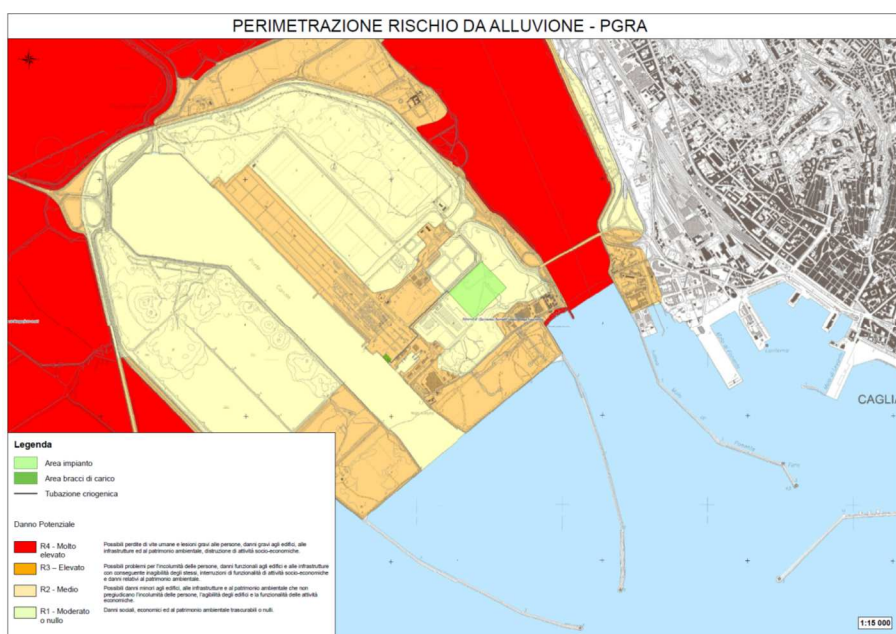 PERIMETRAZIONE RISCHIO DA ALLUVIONE - PGRA
CAGLIA
Legenda
Area impianto
Area bracci di carico
Tubazione criogenica
Danno Potenziale
R4 - Molto elevato
Possibili perdite di vite umane e lesioni gravi alle persone, danni gravi agli edifici, alle
infrastrutture ed al patrimonio ambientale, distruzione di attività socio-economiche.
R3 – Elevato
Possibili problemi per l'incolumità delle persone, danni funzionali agli edifici e alle infrastrutture
con conseguente inagibilità degli stessi, interruzioni di funzionalità di attività socio-economiche
e danni relativi al patrimonio ambientale.
R2 - Medio
Possibili danni minori agli edifici, alle infrastrutture e al patrimonio ambientale che non
pregiudicano l'incolumità delle persone, l'agibilità degli edifici e la funzionalità delle attività
economiche.
R1 - Moderato o nullo
Danni sociali, economici ed al patrimonio ambientale trascurabili o nulli.
1:15 000